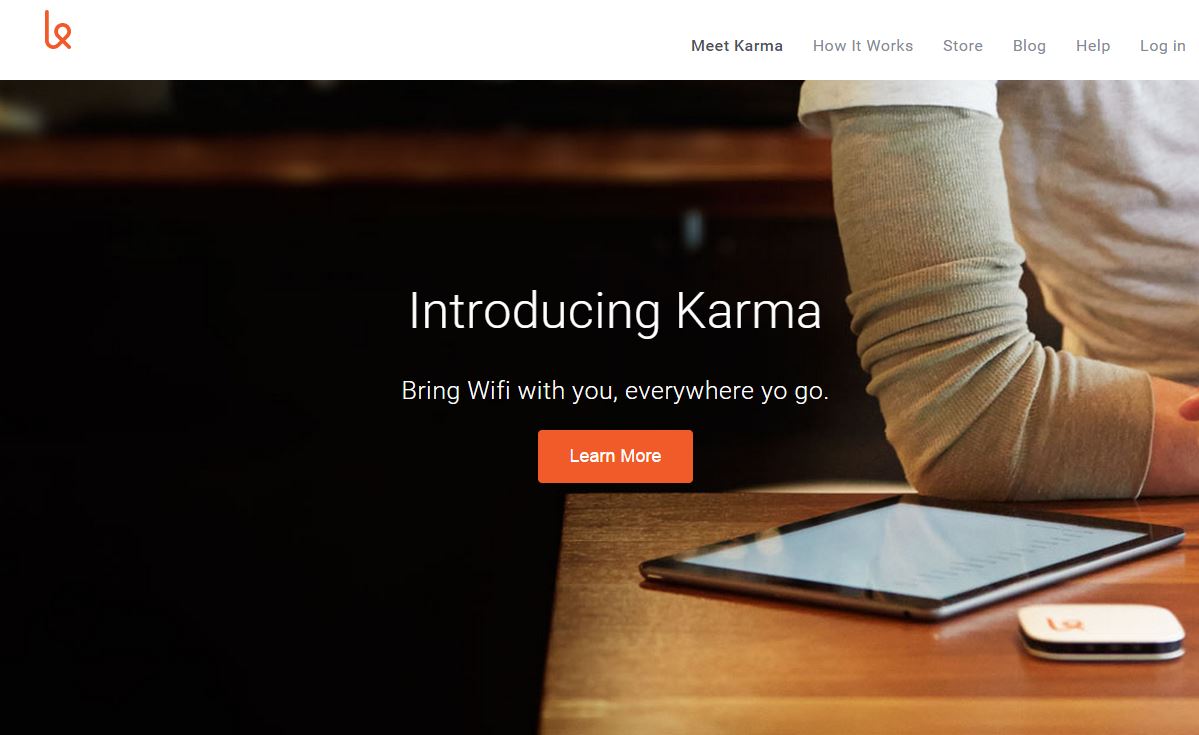 Meet Karma How It Works Store Blog Help Log in
Introducing Karma
Bring Wifi with you, everywhere yo go.
Learn More